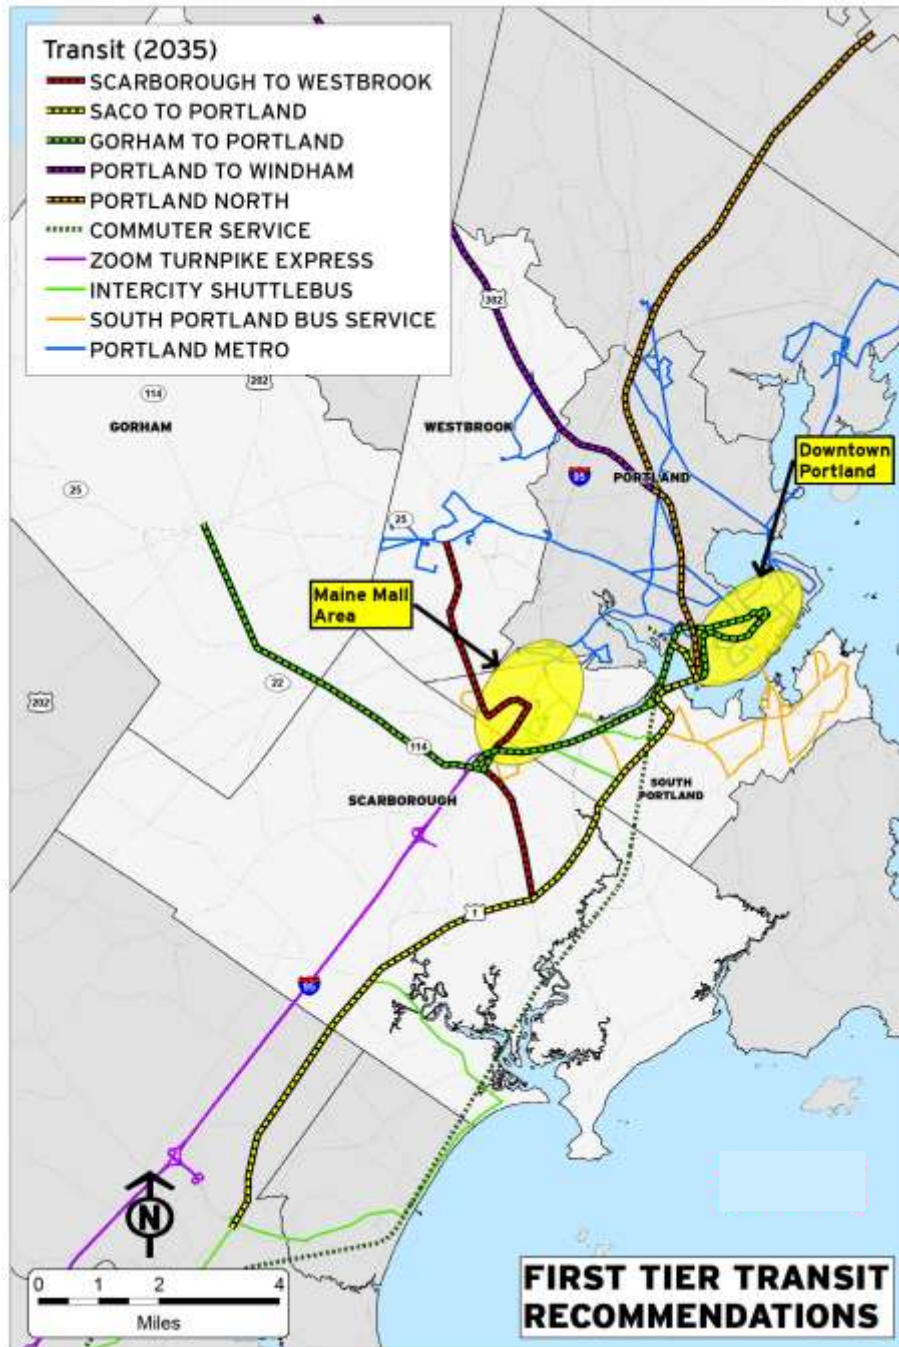 Transit (2035)
SCARBOROUGH TO WESTBROOK
SACO TO PORTLAND
GORHAM TO PORTLAND
PORTLAND TO WINDHAM
PORTLAND NORTH
COMMUTER SERVICE
ZOOM TURNPIKE EXPRESS
INTERCITY SHUTTLEBUS
SOUTH PORTLAND BUS SERVICE
PORTLAND METRO
302
202
114
GORHAM
WESTBROOK
Downtown
Portland
95
PORTLAND
25
25
Maine Mall
Area
22
202
114
SCARBOROUGH
SOUTH
PORTLAND
1
95
N
0 1 2 4
Miles
FIRST TIER TRANSIT
RECOMMENDATIONS